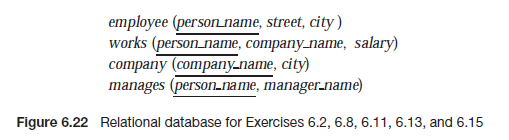 employee (person_name, street, city )
works (person_name, company_name, salary)
company (company_name, city)
manages (person_name, manager_name)
Figure 6.22 Relational database for Exercises 6.2, 6.8, 6.11, 6.13, and 6.15